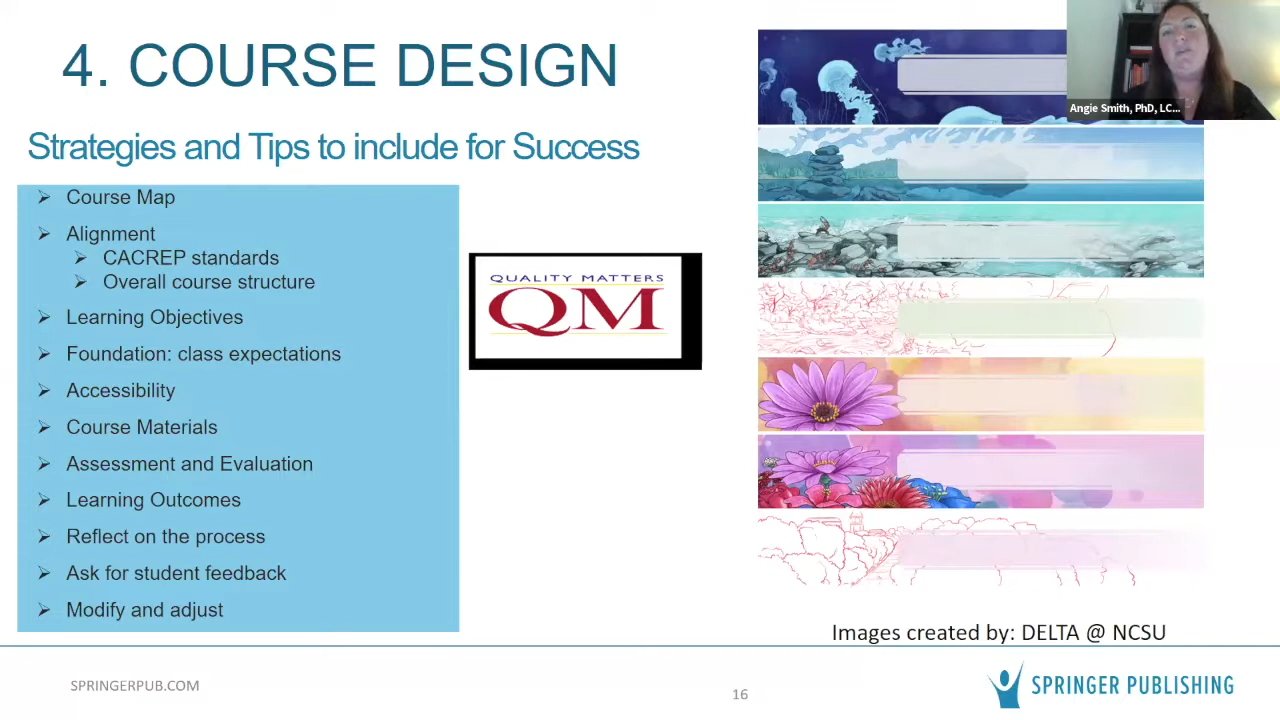 4. COURSE DESIGN
Strategies and Tips to include for Success
Course Map
Alignment
CACREP standards
Overall course structure
Learning Objectives
Foundation: class expectations
Accessibility
Course Materials
Assessment and Evaluation
Learning Outcomes
Reflect on the process
Ask for student feedback
Modify and adjust
QUALITY MATTERS
QM
Angie Smith, PhD, LC...
Images created by: DELTA @ NCSU
SPRINGERPUB.COM
16
SPRINGER PUBLISHING